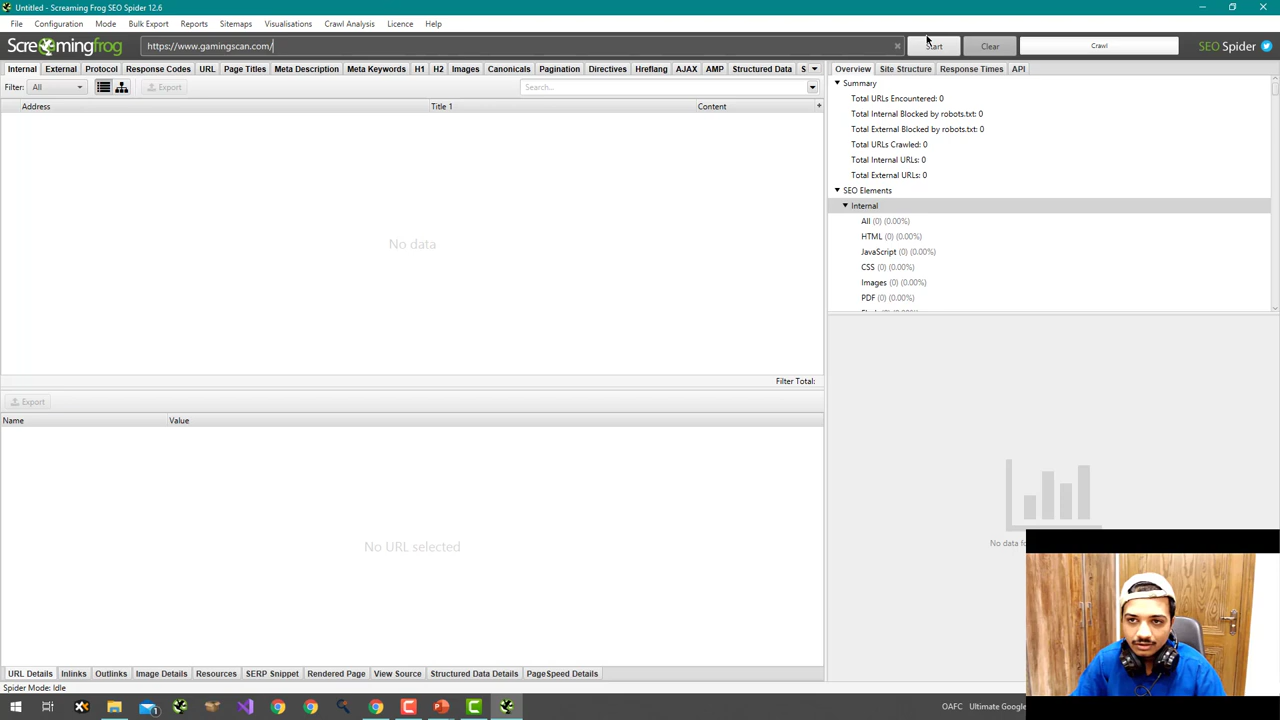 Untitled - Screaming Frog SEO Spider 12.6
File Configuration Mode Bulk Export Reports Sitemaps Visualisations Crawl Analysis Licence Help
Screamingfrog https://www.gamingscan.com/ Start Clear Crawl SEO Spider
Internal External Protocol Response Codes URL Page Titles Meta Description Meta Keywords H1 H2 Images Canonicals Pagination Directives Hreflang AJAX AMP Structured Data S
Filter: All Export Search...
Address Title 1 Content +
No data
Filter Total:
Export
Name Value
No URL selected
URL Details Inlinks Outlinks Image Details Resources SERP Snippet Rendered Page View Source Structured Data Details PageSpeed Details
Spider Mode: Idle
Overview Site Structure Response Times API
Summary
Total URLs Encountered: 0
Total Internal Blocked by robots.txt: 0
Total External Blocked by robots.txt: 0
Total URLs Crawled: 0
Total Internal URLs: 0
Total External URLs: 0
SEO Elements
Internal
All (0) (0.00%)
HTML (0) (0.00%)
JavaScript (0) (0.00%)
CSS (0) (0.00%)
Images (0) (0.00%)
PDF (0) (0.00%)
No data
OAFC Ultimate Google